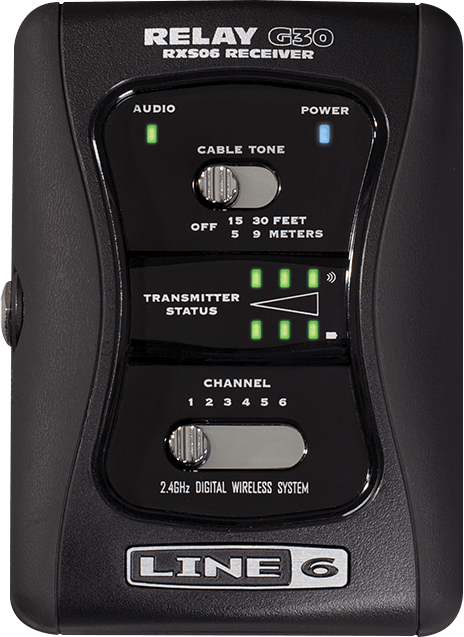 RELAY G30
RXS06 RECEIVER
AUDIO
POWER
CABLE TONE
OFF 15 30 FEET
5 9 METERS
TRANSMITTER
STATUS
CHANNEL
1 2 3 4 5 6
2.4GHz DIGITAL WIRELESS SYSTEM
LINE 6